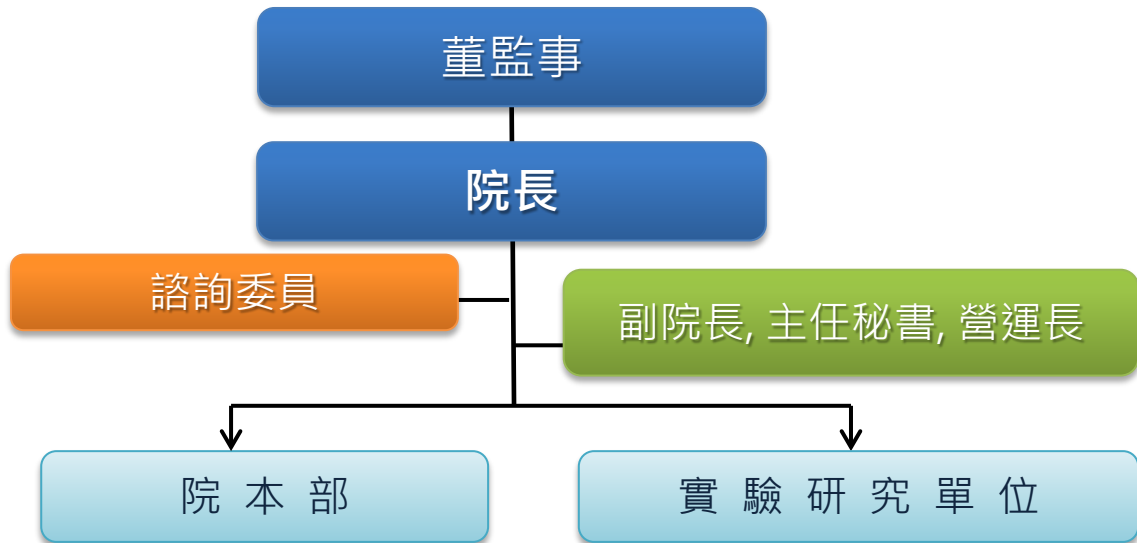 董監事
院長
諮詢委員
副院長, 主任秘書, 營運長
院 本 部
實 驗 研 究 單 位